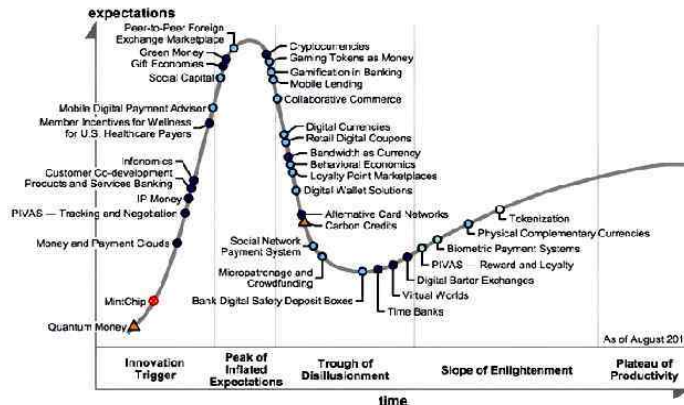 expectations
Peer-to-Peer Foreign
Exchange Marketplace
Green Money
Gift Economies
Social Capital
Mobile Digital Payment Advisor
Member Incentives for Wellness
for U.S. Healthcare Payers
Infonomics
Customer Co-development
Products and Services Banking
IP Money
PIVAS — Tracking and Negotiation
Money and Payment Clouds
MintChip
Quantum Money
Cryptocurrencies
Gaming Tokens as Money
Gamification in Banking
Mobile Lending
Collaborative Commerce
Digital Currencies
Retail Digital Coupons
Bandwidth as Currency
Behavioral Economics
Loyalty Point Marketplaces
Digital Wallet Solutions
Alternative Card Networks
Carbon Credits
Social Network
Payment System
Micropatronage and
Crowdfunding
Bank Digital Safety Deposit Boxes
Time Banks
Virtual Worlds
Digital Barter Exchanges
PIVAS — Reward and Loyalty
Biometric Payment Systems
Physical Complementary Currencies
Tokenization
As of August
Innovation
Trigger
Peak of
Inflated
Expectations
Trough of
Disillusionment
Slope of Enlightenment
Plateau of
Productivity
time